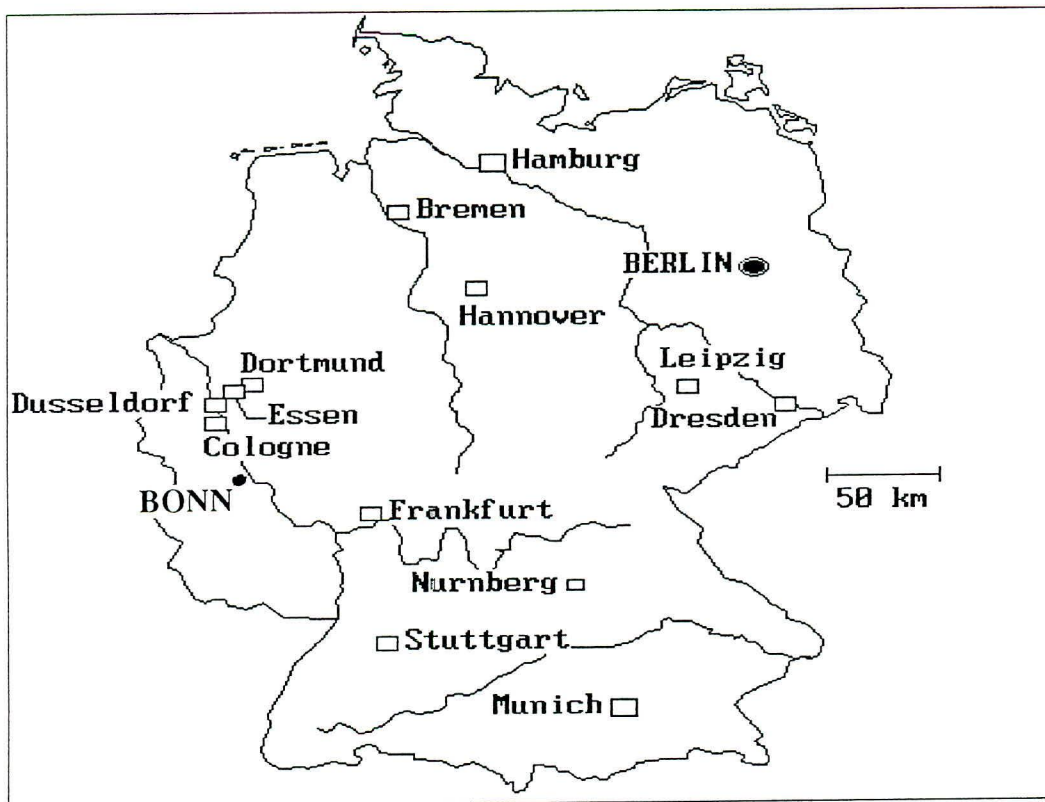 Hamburg
Bremen
BERLIN
Hannover
Leipzig
Dortmund
Dusseldorf
Essen
Dresden
Cologne
50 km
BONN
Frankfurt
Nurnberg
Stuttgart
Munich